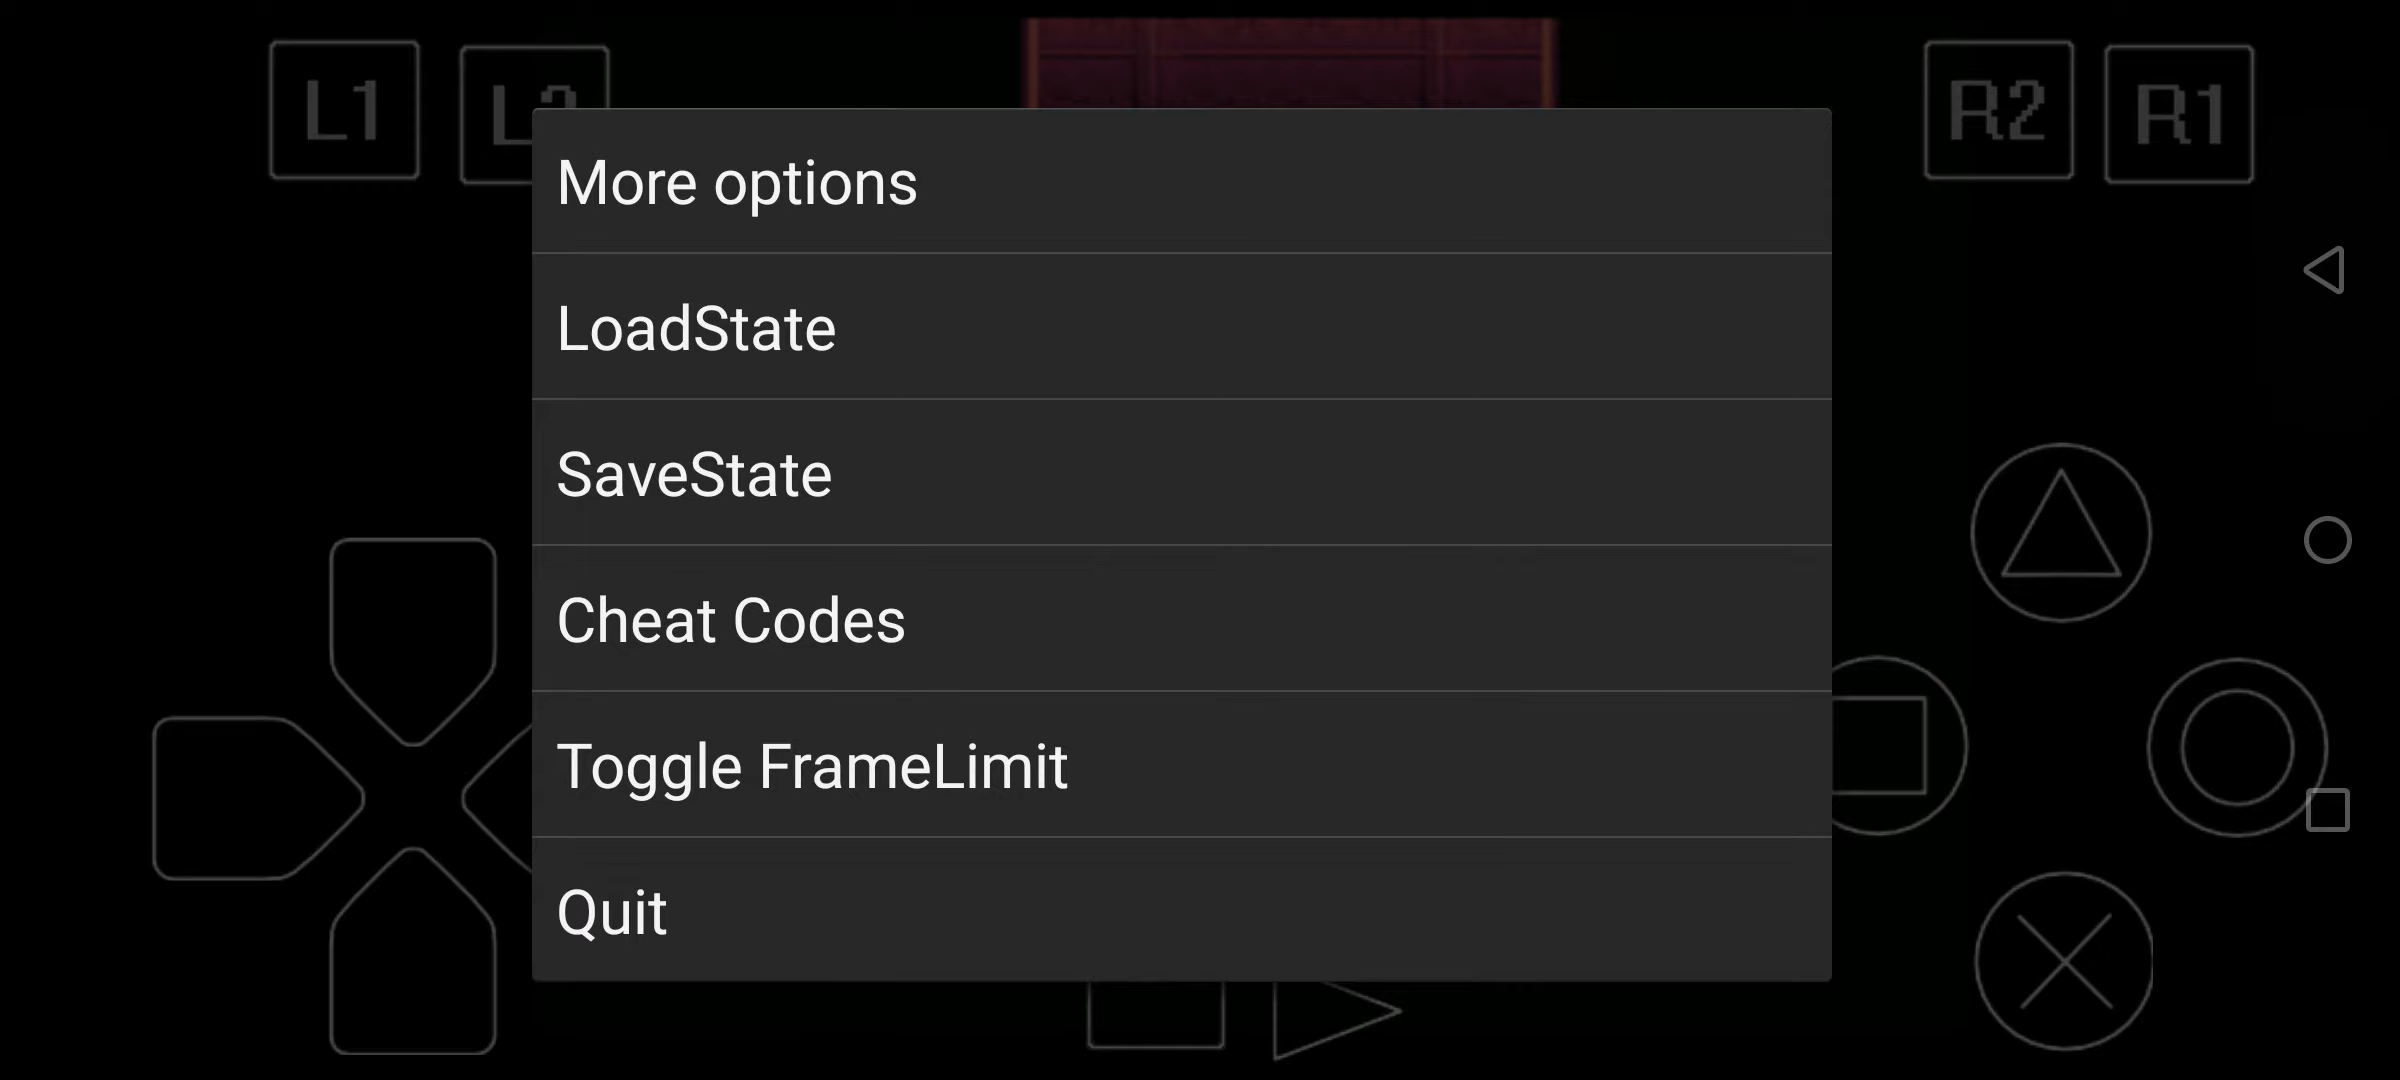 L1
R2
R1
More options
LoadState
SaveState
Cheat Codes
Toggle FrameLimit
Quit